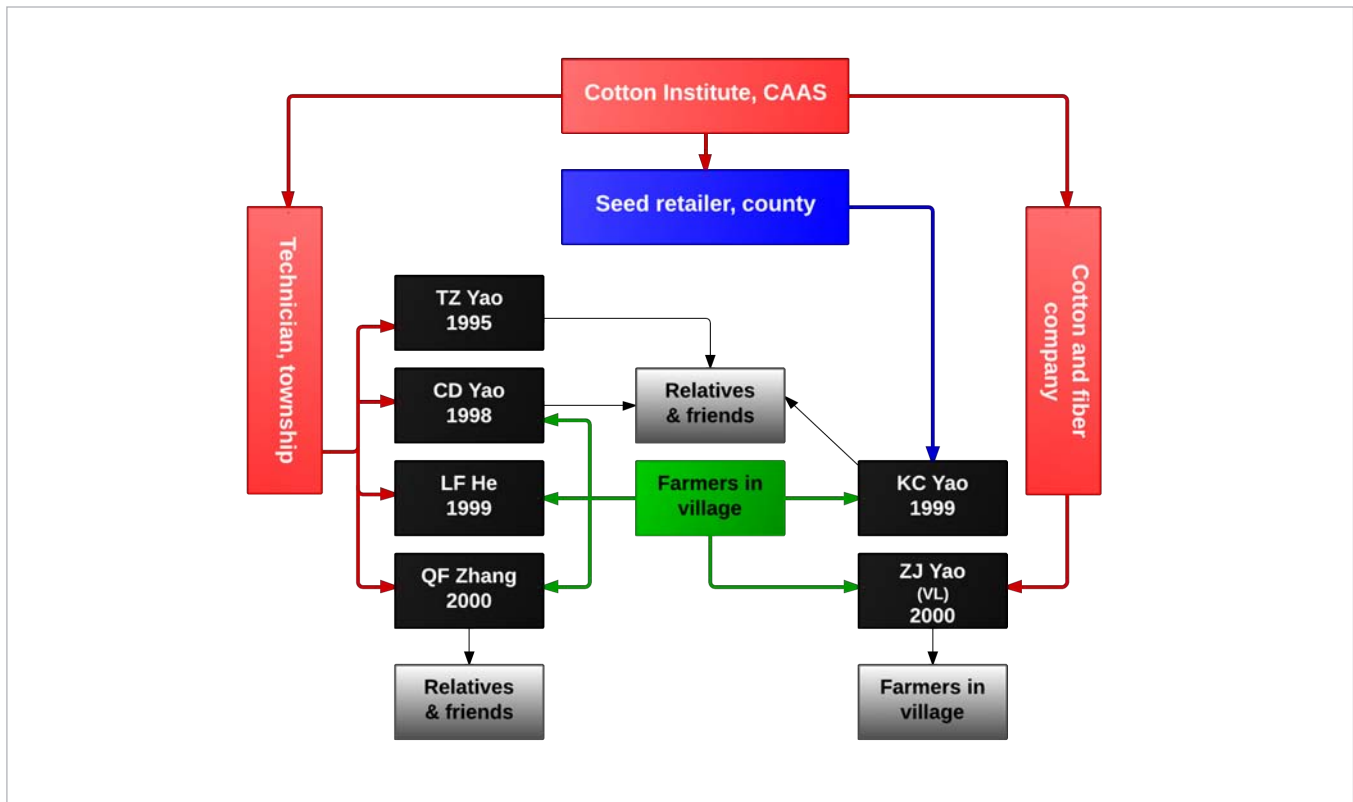 Cotton Institute, CAAS
Seed retailer, county
Technician, township
Cotton and fiber
company
TZ Yao
1995
CD Yao
1998
Relatives
& friends
LF He
1999
Farmers in
village
KC Yao
1999
QF Zhang
2000
ZJ Yao
(VL)
2000
Relatives
& friends
Farmers in
village